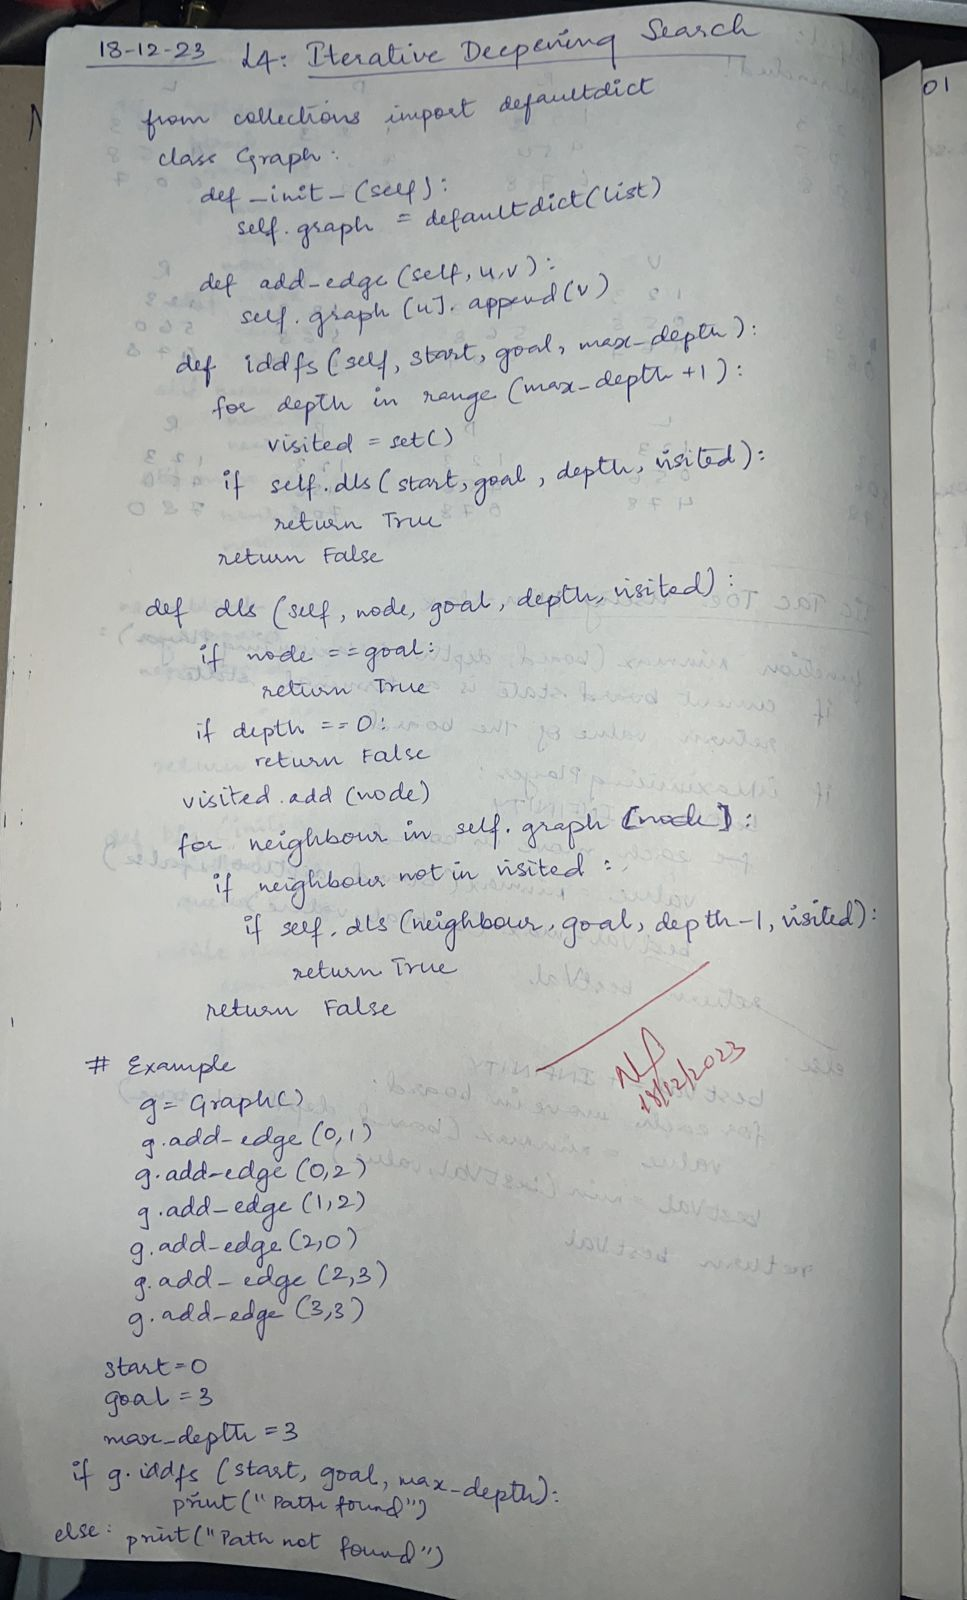 18-12-23 L4: Iterative Deepening Search
from collections import defaultdict
class Graph:
def _init_(self):
self.graph = defaultdict(list)
def add-edge (self, u, v):
self.graph [u]. append(v)
def iddfs (self, start, goal, max-depth):
for depth in range (max-depth +1):
visited = set()
if self.dls (start, goal, depth, visited):
return True
return False
def dls (self, node, goal, depth, visited):
if node == goal:
return True
if depth == 0:
return False
visited.add (node)
for neighbour in self.graph [node]:
if neighbour not in visited:
if self.dls (neighbour, goal, depth-1, visited):
return True
return False
18/12/2023
# Example
g = Graph()
g.add-edge (0,1)
g.add-edge (0,2)
g.add-edge (1,2)
g.add-edge (2,0)
g.add-edge (2,3)
g.add-edge (3,3)
start=0
goal = 3
max_depth = 3
if g.iddfs (start, goal, max_depth):
print ("Path found")
else: print ("Path not found")
01